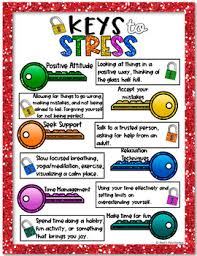 KEYS to
STRESS
Positive Attitude
Looking at things in a
positive way, thinking of
the glass half full.
Allowing for things to go wrong,
making mistakes, and not being
afraid to fail. Forgiving yourself
for not being perfect!
Accept your
mistakes
Seek Support
Talk to a trusted person,
ask for help from an
adult.
Slow focused breathing,
yoga/meditation, exercise,
visualizing a calm place.
Relaxation
Techniques
Time Management
Using your time effectively and
setting limits on
overextending yourself.
Spend time doing a hobby,
fun activity, or something
that brings you joy.
Make time for fun